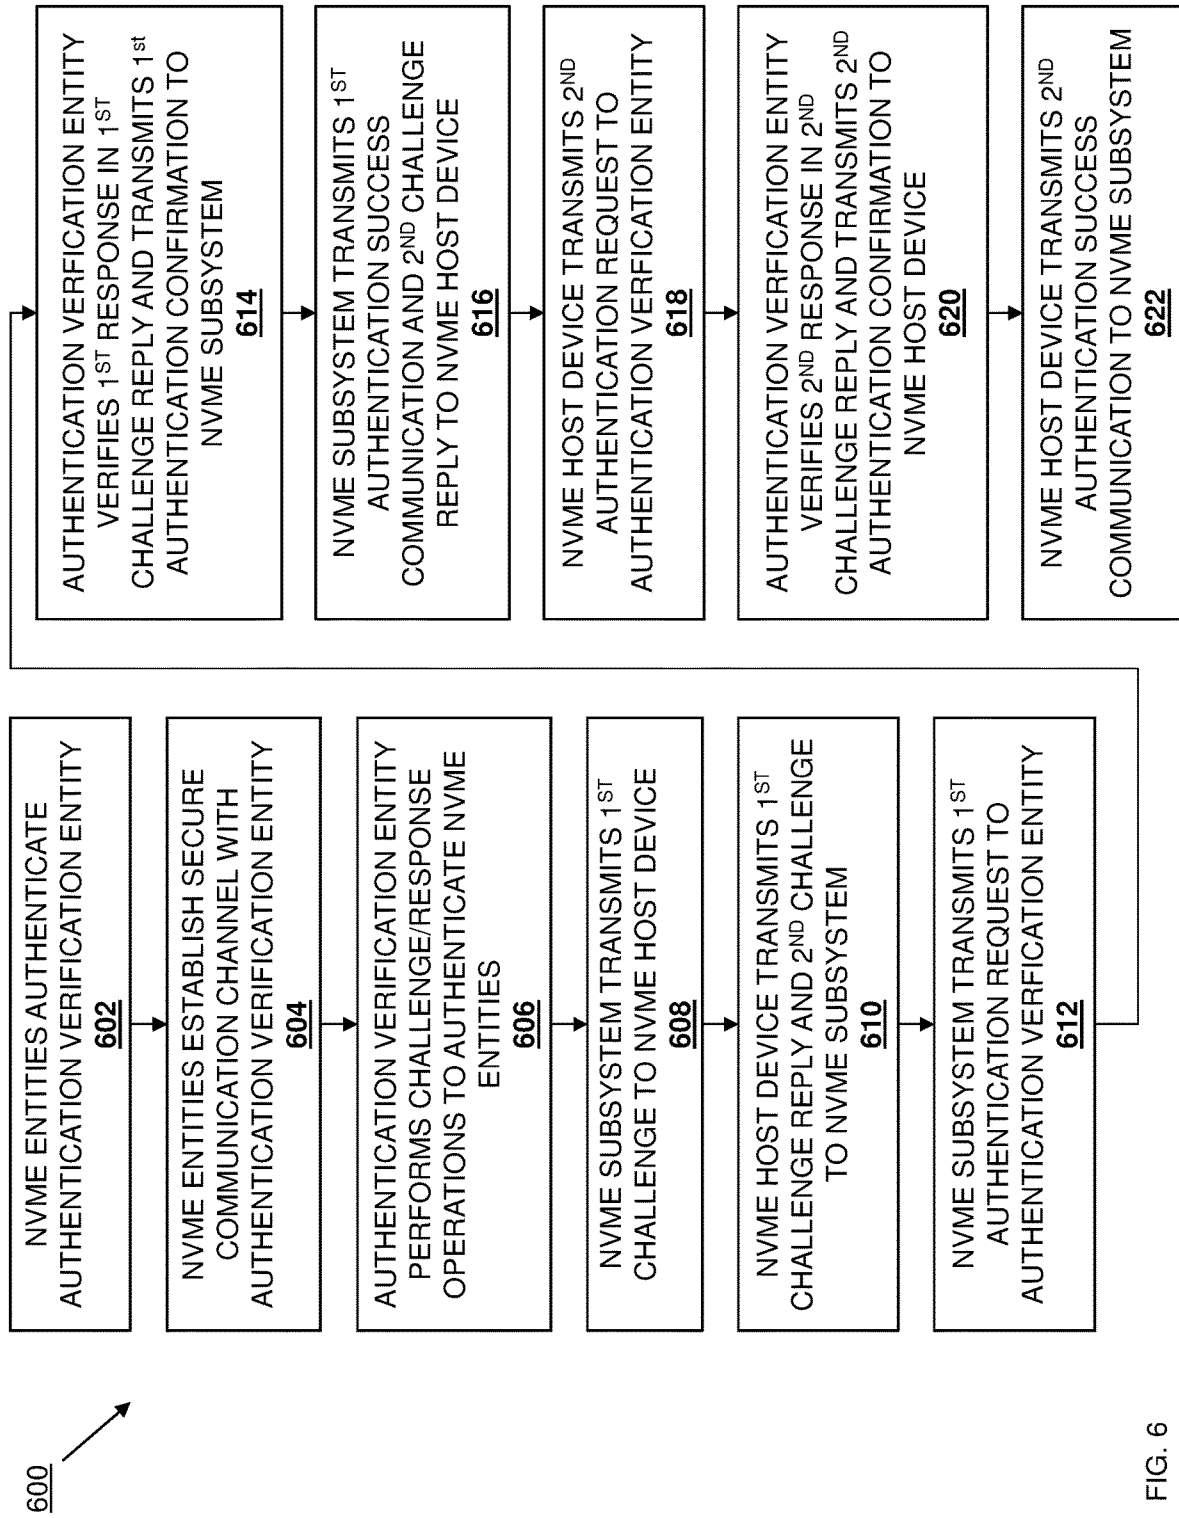 600
NVME ENTITIES AUTHENTICATE
AUTHENTICATION VERIFICATION ENTITY
602
NVME ENTITIES ESTABLISH SECURE
COMMUNICATION CHANNEL WITH
AUTHENTICATION VERIFICATION ENTITY
604
AUTHENTICATION VERIFICATION ENTITY
PERFORMS CHALLENGE/RESPONSE
OPERATIONS TO AUTHENTICATE NVME
ENTITIES
606
NVME SUBSYSTEM TRANSMITS 1ST
CHALLENGE TO NVME HOST DEVICE
608
NVME HOST DEVICE TRANSMITS 1ST
CHALLENGE REPLY AND 2ND CHALLENGE
TO NVME SUBSYSTEM
610
NVME SUBSYSTEM TRANSMITS 1ST
AUTHENTICATION REQUEST TO
AUTHENTICATION VERFICATION ENTITY
612
AUTHENTICATION VERFICATION ENTITY
VERIFIES 1ST RESPONSE IN 1ST
CHALLENGE REPLY AND TRANSMITS 1st
AUTHENTICATION CONFIRMATION TO
NVME SUBSYSTEM
614
NVME SUBSYSTEM TRANSMITS 1ST
AUTHENTICATION SUCCESS
COMMUNICATION AND 2ND CHALLENGE
REPLY TO NVME HOST DEVICE
616
NVME HOST DEVICE TRANSMITS 2ND
AUTHENTICATION REQUEST TO
AUTHENTICATION VERFICATION ENTITY
618
AUTHENTICATION VERFICATION ENTITY
VERIFIES 2ND RESPONSE IN 2ND
CHALLENGE REPLY AND TRANSMITS 2ND
AUTHENTICATION CONFIRMATION TO
NVME HOST DEVICE
620
NVME HOST DEVICE TRANSMITS 2ND
AUTHENTICATION SUCCESS
COMMUNICATION TO NVME SUBSYSTEM
622
FIG. 6